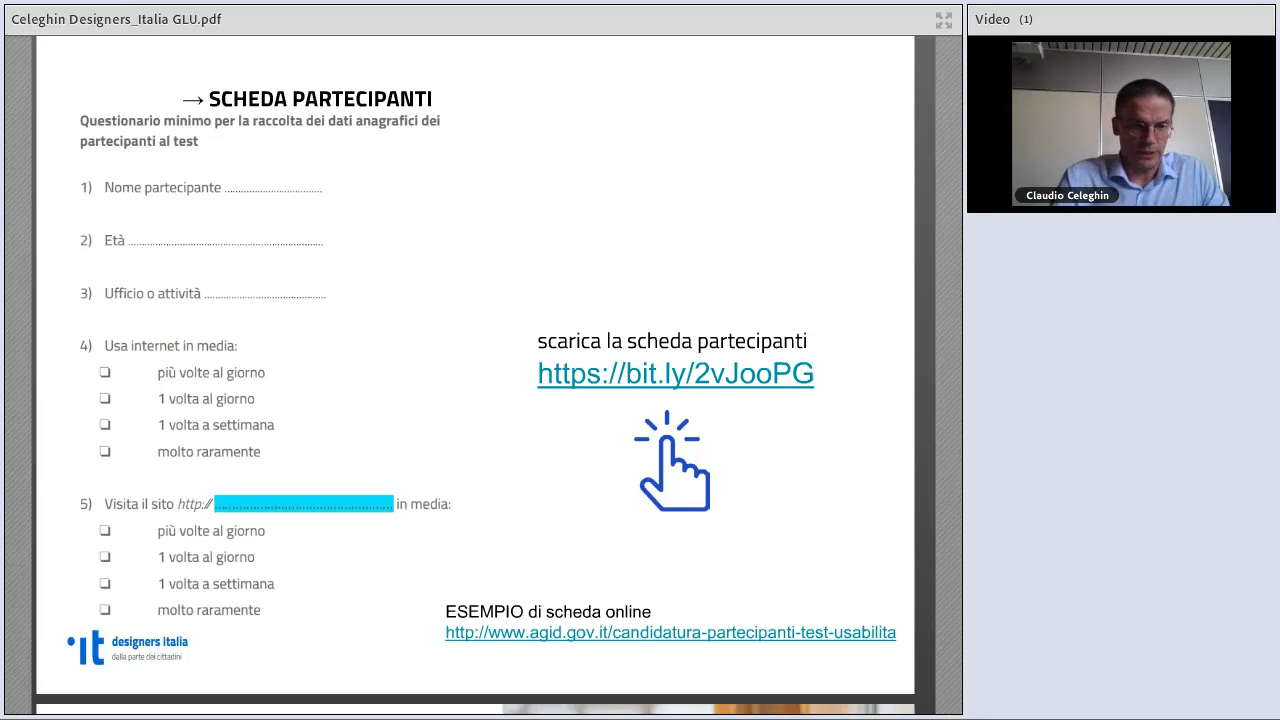 Celeghin Designers_Italia GLU.pdf
Video (1)
→ SCHEDA PARTECIPANTI
Questionario minimo per la raccolta dei dati anagrafici dei
partecipanti al test
1) Nome partecipante ..................................
2) Età ..............................................................
3) Ufficio o attività .......................................
4) Usa internet in media:
❏ più volte al giorno
❏ 1 volta al giorno
❏ 1 volta a settimana
❏ molto raramente
5) Visita il sito http:// ................................................ in media:
❏ più volte al giorno
❏ 1 volta al giorno
❏ 1 volta a settimana
❏ molto raramente
scarica la scheda partecipanti
https://bit.ly/2vJooPG
ESEMPIO di scheda online
http://www.agid.gov.it/candidatura-partecipanti-test-usabilita
it designers italia
dalla parte dei cittadini
Claudio Celeghin